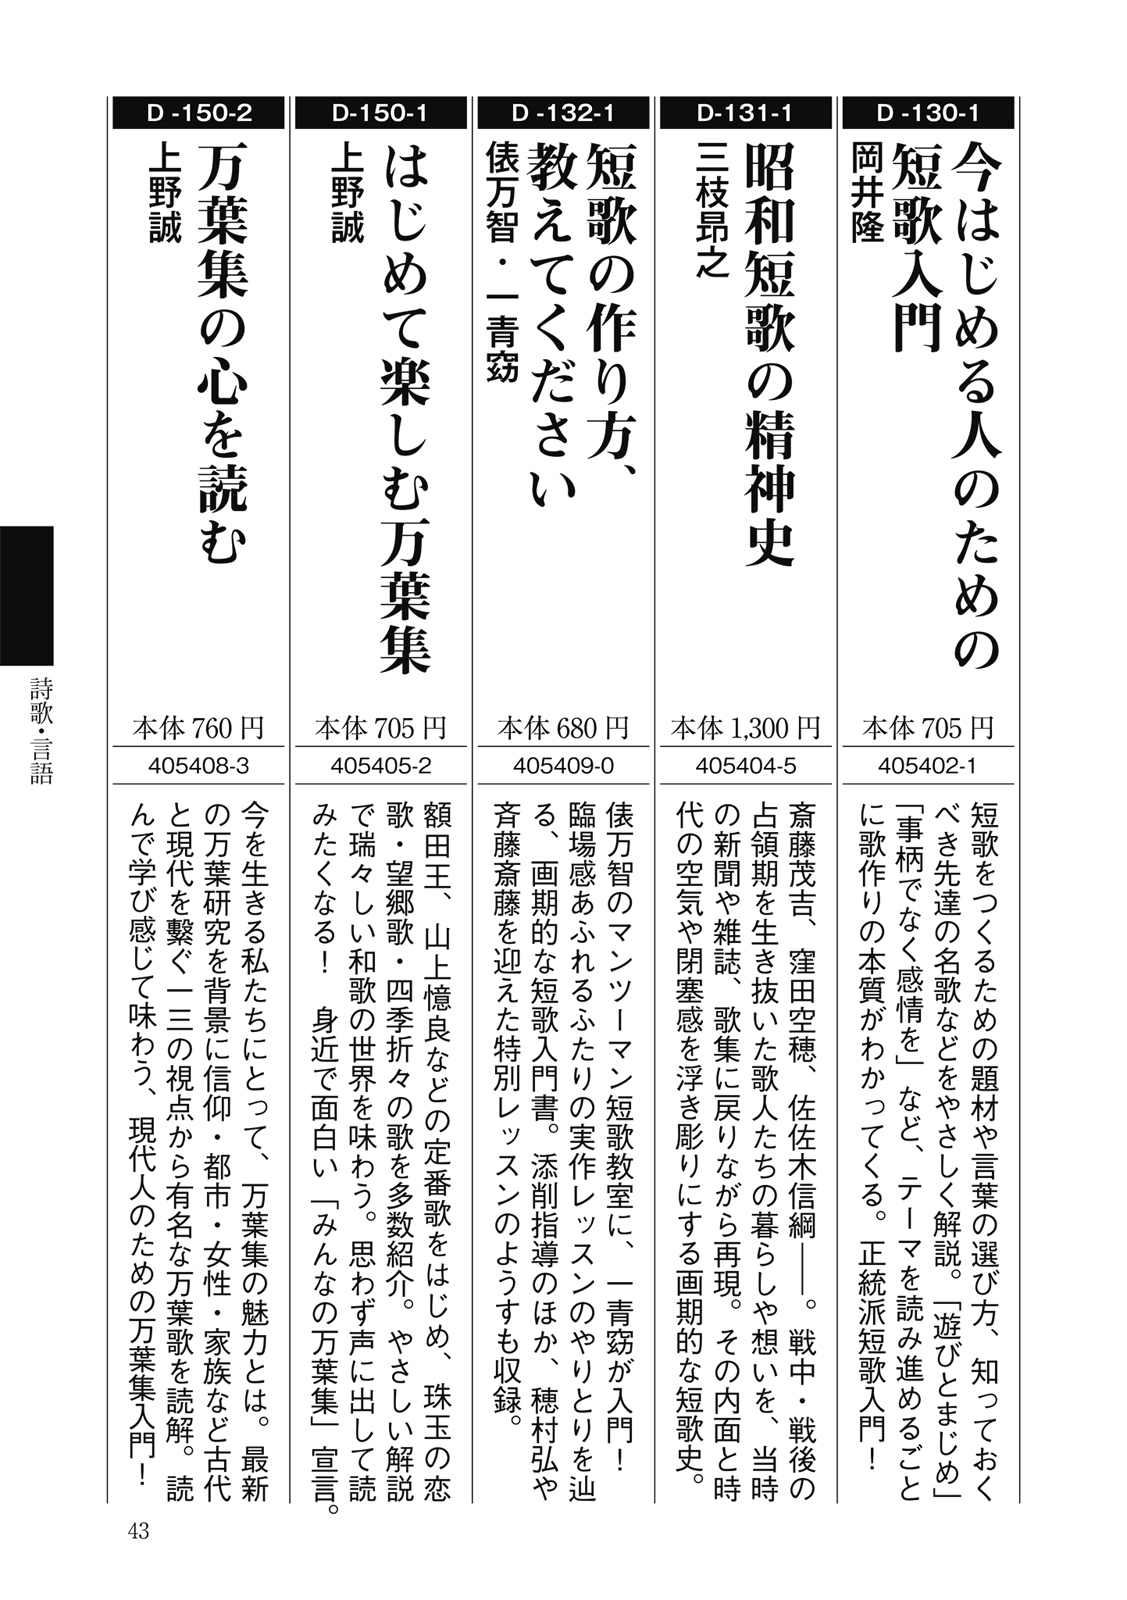 D -130-1
今はじめる人のための
短歌入門
岡井隆
本体 705 円
405402-1
短歌をつくるための題材や言葉の選び方、知っておく
べき先達の名歌などをやさしく解説。「遊びとまじめ」
「事柄でなく感情を」など、テーマを読み進めるごと
に歌作りの本質がわかってくる。正統派短歌入門！
D-131-1
昭和短歌の精神史
三枝昻之
本体 1,300 円
405404-5
斎藤茂吉、窪田空穂、佐佐木信綱――。戦中・戦後の
占領期を生き抜いた歌人たちの暮らしや想いを、当時
の新聞や雑誌、歌集に戻りながら再現。その内面と時
代の空気や閉塞感を浮き彫りにする画期的な短歌史。
D -132-1
短歌の作り方、
教えてください
俵万智・一青窈
本体 680 円
405409-0
俵万智のマンツーマン短歌教室に、一青窈が入門！
臨場感あふれるふたりの実作レッスンのやりとりを辿
る、画期的な短歌入門書。添削指導のほか、穂村弘や
斉藤斎藤を迎えた特別レッスンのようすも収録。
D-150-1
はじめて楽しむ万葉集
上野誠
本体 705 円
405405-2
額田王、山上憶良などの定番歌をはじめ、珠玉の恋
歌・望郷歌・四季折々の歌を多数紹介。やさしい解説
で瑞々しい和歌の世界を味わう。思わず声に出して読
みたくなる！　身近で面白い「みんなの万葉集」宣言。
D -150-2
万葉集の心を読む
上野誠
本体 760 円
405408-3
今を生きる私たちにとって、万葉集の魅力とは。最新
の万葉研究を背景に信仰・都市・女性・家族など古代
と現代を繋ぐ一三の視点から有名な万葉歌を読解。読
んで学び感じて味わう、現代人のための万葉集入門！
詩歌・言語
43